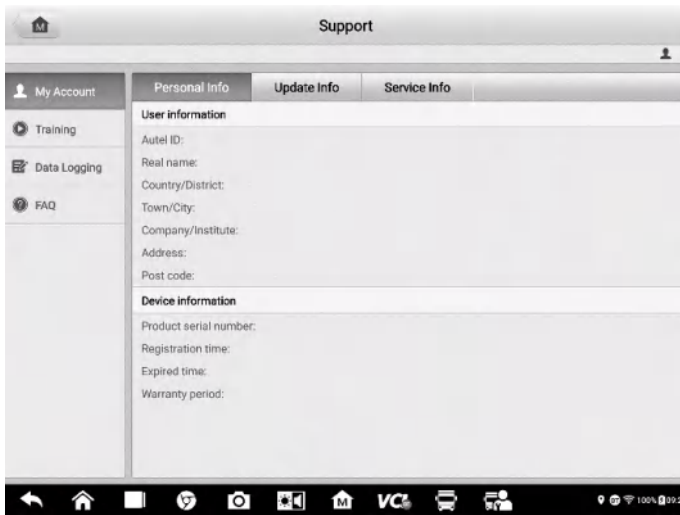 M
Support
My Account
Training
Data Logging
FAQ
Personal Info
Update Info
Service Info
User information
Autel ID:
Real name:
Country/District:
Town/City:
Company/Institute:
Address:
Post code:
Device information
Product serial number:
Registration time:
Expired time:
Warranty period:
M
VCI
100%